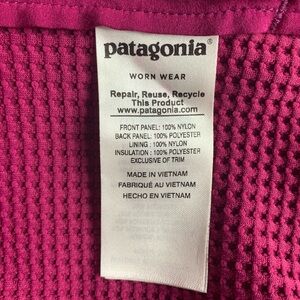 patagonia®
WORN WEAR
Repair, Reuse, Recycle
This Product
www.patagonia.com
FRONT PANEL: 100% NYLON
BACK PANEL: 100% POLYESTER
LINING : 100% NYLON
INSULATION : 100% POLYESTER
EXCLUSIVE OF TRIM
MADE IN VIETNAM
FABRIQUÉ AU VIETNAM
HECHO EN VIETNAM